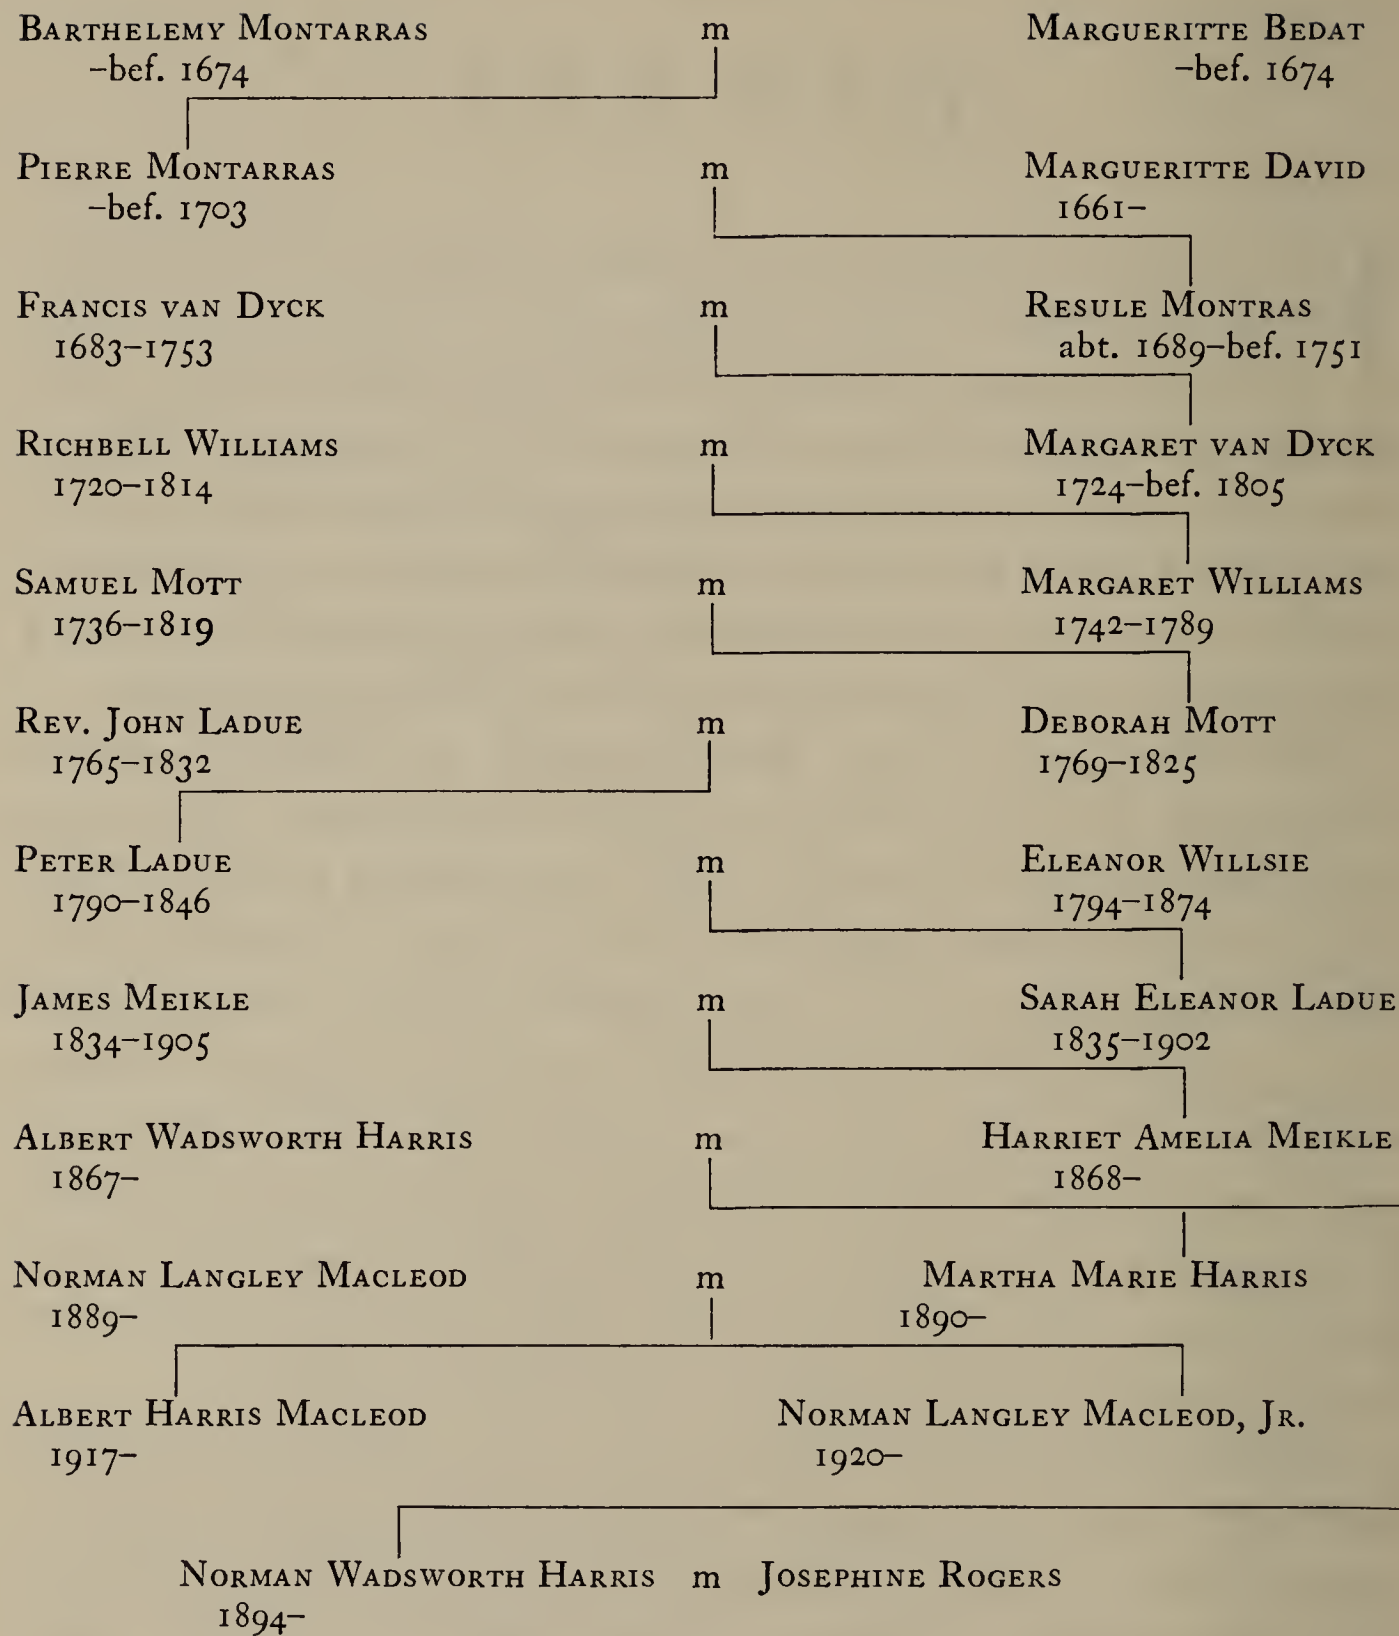 BARTHELEMY MONTARRAS m MARGUERITTE BEDAT
–bef. 1674 –bef. 1674
PIERRE MONTARRAS m MARGUERITTE DAVID
–bef. 1703 1661–
FRANCIS VAN DYCK m RESULE MONTRAS
1683–1753 abt. 1689–bef. 1751
RICHBELL WILLIAMS m MARGARET VAN DYCK
1720–1814 1724–bef. 1805
SAMUEL MOTT m MARGARET WILLIAMS
1736–1819 1742–1789
REV. JOHN LADUE m DEBORAH MOTT
1765–1832 1769–1825
PETER LADUE m ELEANOR WILLSIE
1790–1846 1794–1874
JAMES MEIKLE m SARAH ELEANOR LADUE
1834–1905 1835–1902
ALBERT WADSWORTH HARRIS m HARRIET AMELIA MEIKLE
1867– 1868–
NORMAN LANGLEY MACLEOD m MARTHA MARIE HARRIS
1889– 1890–
ALBERT HARRIS MACLEOD NORMAN LANGLEY MACLEOD, JR.
1917– 1920–
NORMAN WADSWORTH HARRIS m JOSEPHINE ROGERS
1894–